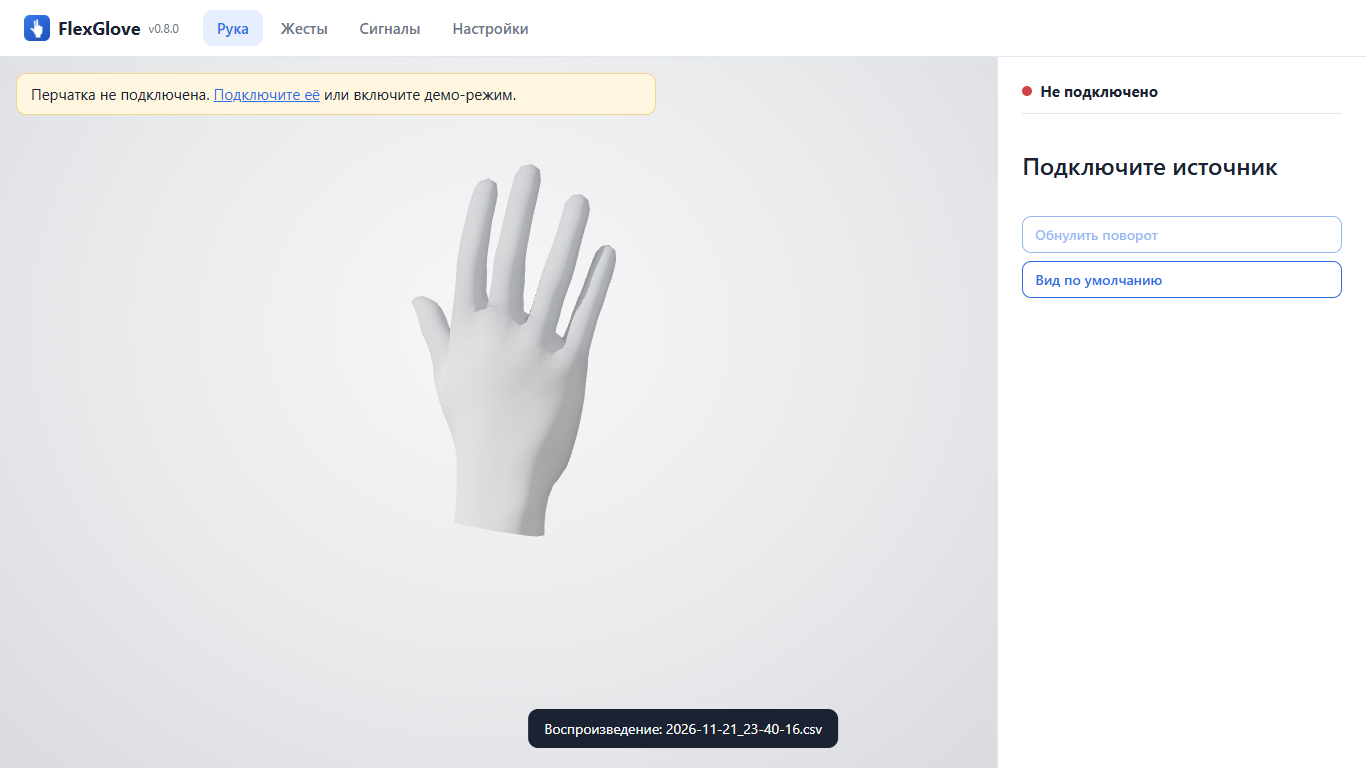 FlexGlove v0.8.0 Рука Жесты Сигналы Настройки
Перчатка не подключена. Подключите её или включите демо-режим.
Не подключено
Подключите источник
Обнулить поворот
Вид по умолчанию
Воспроизведение: 2026-11-21_23-40-16.csv